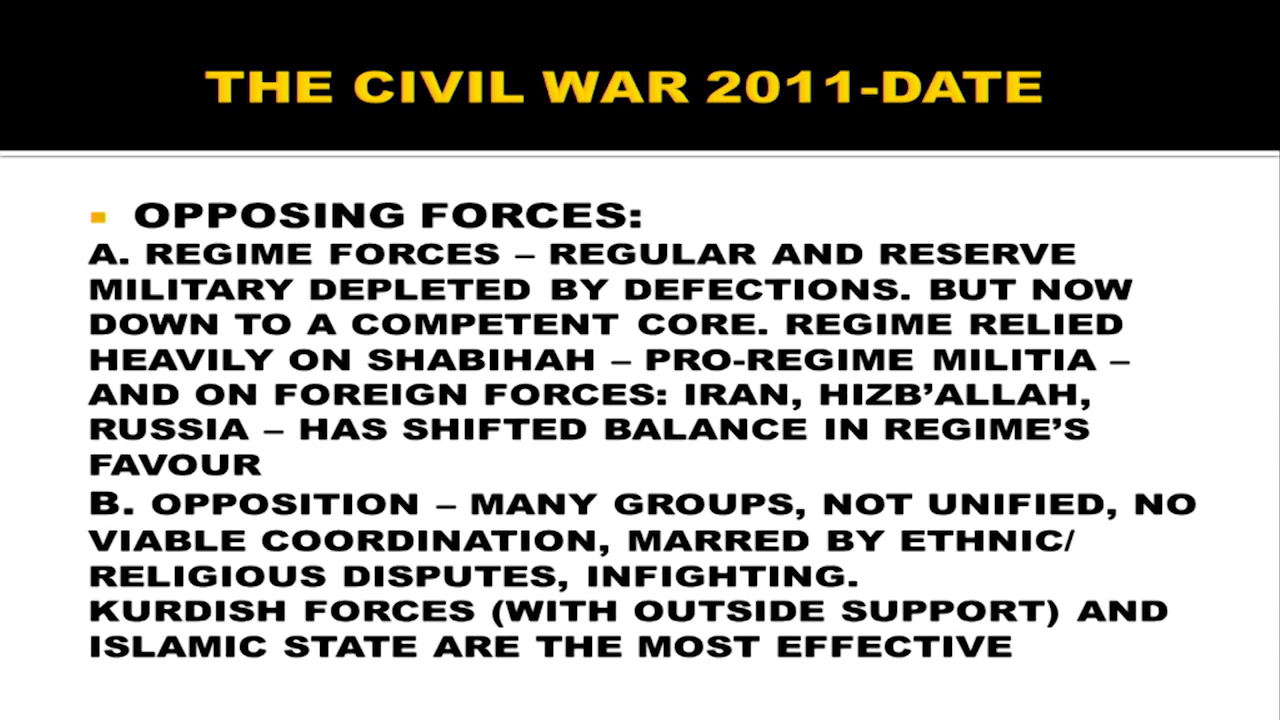 THE CIVIL WAR 2011-DATE
OPPOSING FORCES:
A. REGIME FORCES – REGULAR AND RESERVE
MILITARY DEPLETED BY DEFECTIONS. BUT NOW
DOWN TO A COMPETENT CORE. REGIME RELIED
HEAVILY ON SHABIHAH – PRO-REGIME MILITIA –
AND ON FOREIGN FORCES: IRAN, HIZB’ALLAH,
RUSSIA – HAS SHIFTED BALANCE IN REGIME’S
FAVOUR
B. OPPOSITION – MANY GROUPS, NOT UNIFIED, NO
VIABLE COORDINATION, MARRED BY ETHNIC/
RELIGIOUS DISPUTES, INFIGHTING.
KURDISH FORCES (WITH OUTSIDE SUPPORT) AND
ISLAMIC STATE ARE THE MOST EFFECTIVE